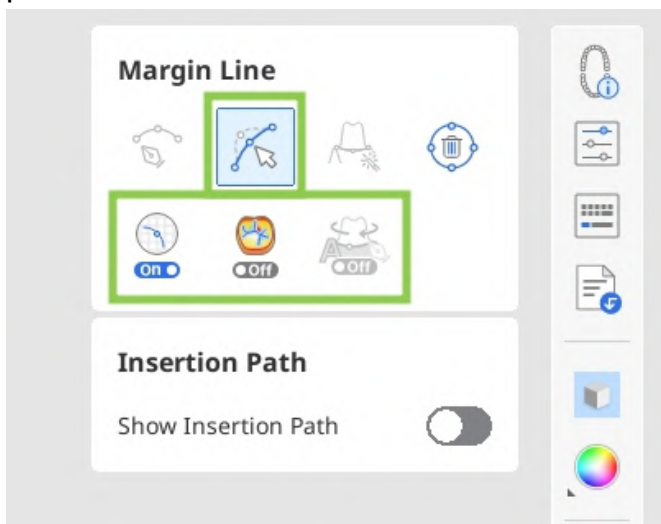 Margin Line
On
Off
Off
Insertion Path
Show Insertion Path